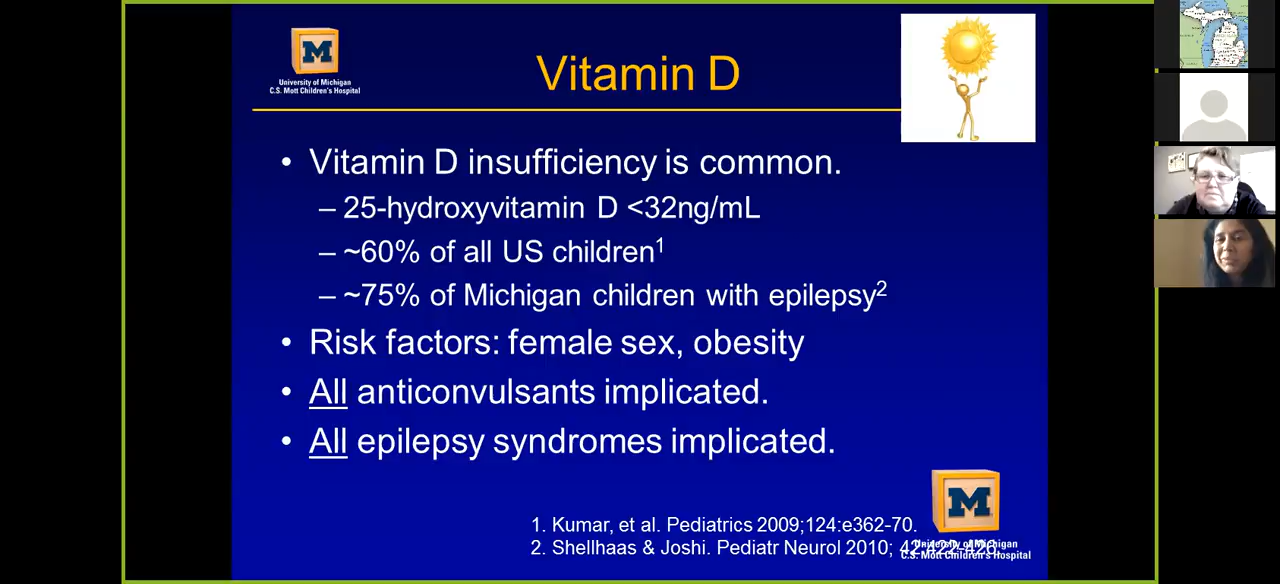 M
University of Michigan
C.S. Mott Children's Hospital
Vitamin D
• Vitamin D insufficiency is common.
– 25-hydroxyvitamin D <32ng/mL
– ~60% of all US children1
– ~75% of Michigan children with epilepsy2
• Risk factors: female sex, obesity
• All anticonvulsants implicated.
• All epilepsy syndromes implicated.
1. Kumar, et al. Pediatrics 2009;124:e362-70.
2. Shellhaas & Joshi. Pediatr Neurol 2010;
M
University of Michigan
C.S. Mott Children's Hospital